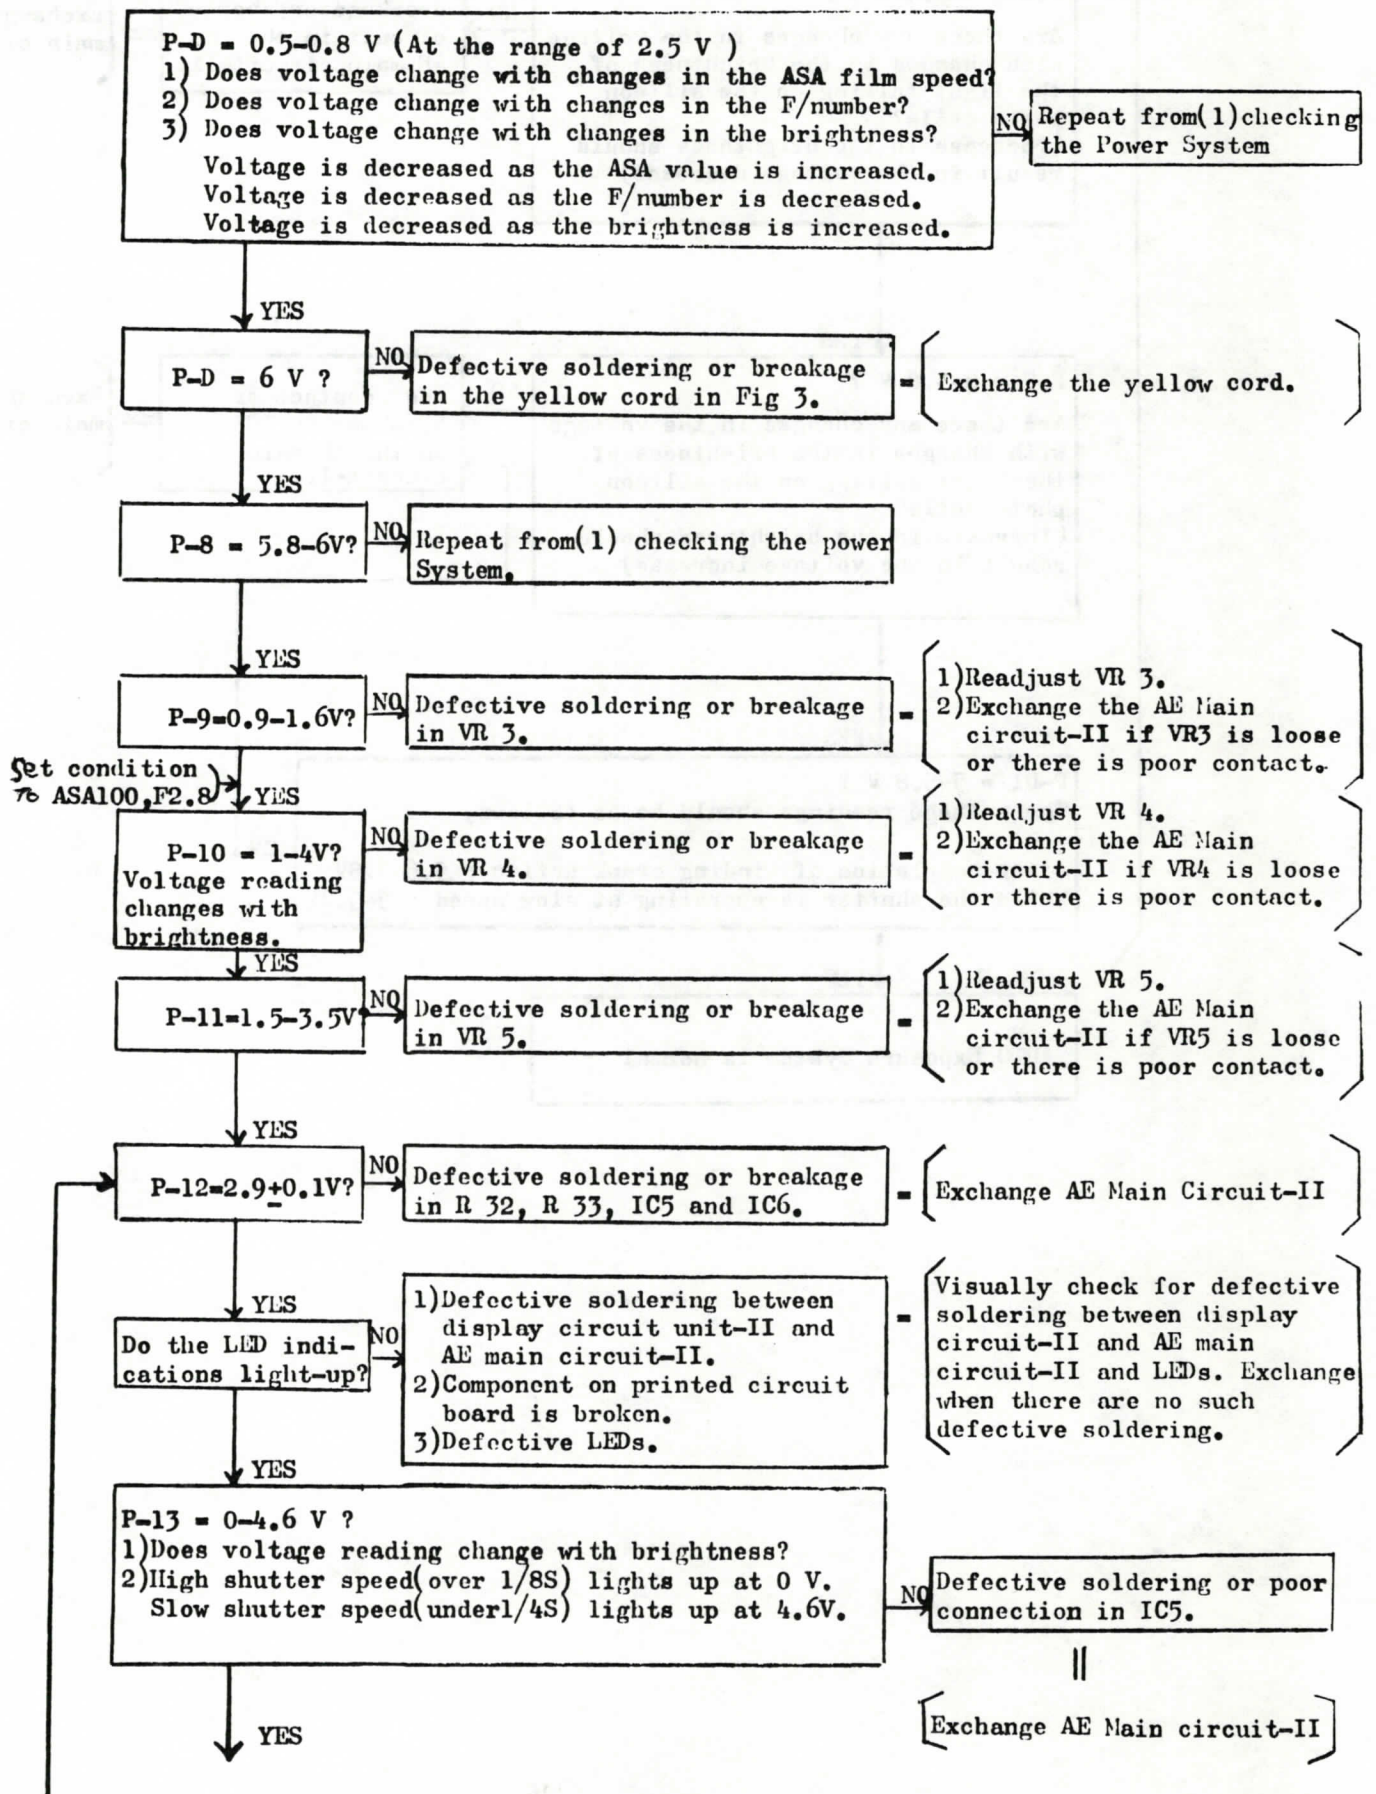 P-D = 0.5-0.8 V (At the range of 2.5 V )
1) Does voltage change with changes in the ASA film speed?
2) Does voltage change with changes in the F/number?
3) Does voltage change with changes in the brightness?
Voltage is decreased as the ASA value is increased.
Voltage is decreased as the F/number is decreased.
Voltage is decreased as the brightness is increased.
NO
Repeat from(1)checking
the Power System
YES
P-D = 6 V ?
NO
Defective soldering or breakage
in the yellow cord in Fig 3.
= Exchange the yellow cord.
YES
P-8 = 5.8-6V?
NO
Repeat from(1) checking the power
System.
YES
P-9=0.9-1.6V?
NO
Defective soldering or breakage
in VR 3.
=
1)Readjust VR 3.
2)Exchange the AE Main
circuit-II if VR3 is loose
or there is poor contact.
Set condition
To ASA100,F2.8)
YES
P-10 = 1-4V?
Voltage reading
changes with
brightness.
NO
Defective soldering or breakage
in VR 4.
=
1)Readjust VR 4.
2)Exchange the AE Main
circuit-II if VR4 is loose
or there is poor contact.
YES
P-11=1.5-3.5V
NO
Defective soldering or breakage
in VR 5.
=
1)Readjust VR 5.
2)Exchange the AE Main
circuit-II if VR5 is loose
or there is poor contact.
YES
P-12=2.9±0.1V?
NO
Defective soldering or breakage
in R 32, R 33, IC5 and IC6.
= Exchange AE Main Circuit-II
YES
Do the LED indi-
cations light-up?
NO
1)Defective soldering between
display circuit unit-II and
AE main circuit-II.
2)Component on printed circuit
board is broken.
3)Defective LEDs.
=
Visually check for defective
soldering between display
circuit-II and AE main
circuit-II and LEDs. Exchange
when there are no such
defective soldering.
YES
P-13 = 0-4.6 V ?
1)Does voltage reading change with brightness?
2)High shutter speed(over 1/8S) lights up at 0 V.
Slow shutter speed(under1/4S) lights up at 4.6V.
NO
Defective soldering or poor
connection in IC5.
=
Exchange AE Main circuit-II
YES